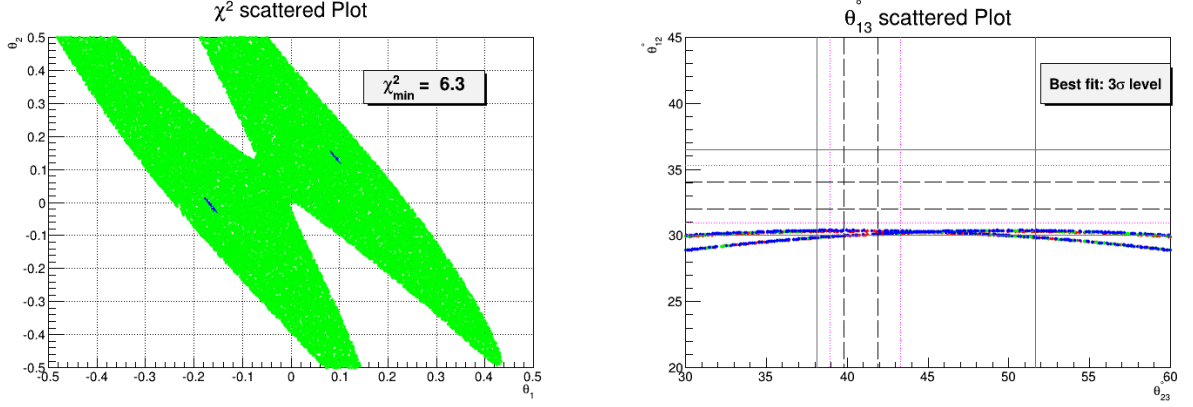 χ² scattered Plot
θ₂
0.5
0.4
0.3
0.2
0.1
0
-0.1
-0.2
-0.3
-0.4
-0.5
χ²min = 6.3
-0.5 -0.4 -0.3 -0.2 -0.1 0 0.1 0.2 0.3 0.4 0.5
θ₁
θ°₁₃ scattered Plot
θ°₁₂
45
40
35
30
25
20
Best fit: 3σ level
30 35 40 45 50 55 60
θ°₂₃